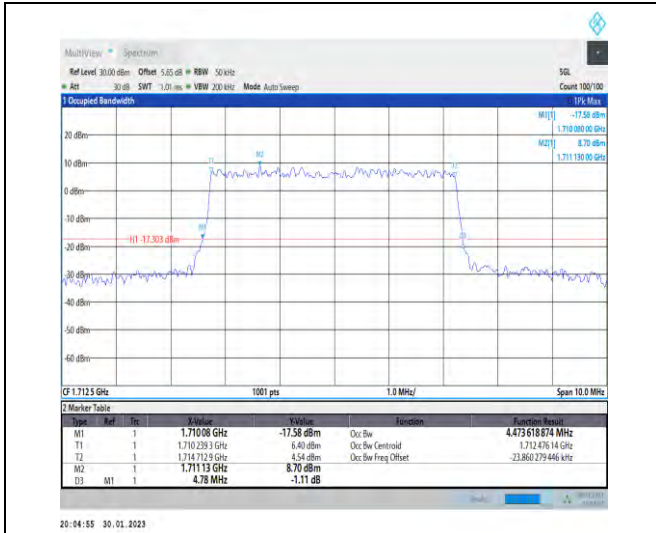 MultiView Spectrum
Ref Level 30.00 dBm Offset 5.85 dB RBW 50 kHz SGL
Att 30 dB SWT 1.01 ms VBW 200 kHz Mode Auto Sweep Count 100/100
1 Occupied Bandwidth 1Pk Max
M1[1] -17.58 dBm
1.710 080 00 GHz
M2[1] 8.70 dBm
1.711 130 00 GHz
20 dBm
10 dBm
M2
T1
0 dBm
-10 dBm
H1 -17.303 dBm
-20 dBm
-30 dBm
-40 dBm
-50 dBm
-60 dBm
CF 1.712 5 GHz 1001 pts 1.0 MHz/ Span 10.0 MHz
2 Marker Table
Type Ref Trc X-Value Y-Value Function Function Result
M1 1 1.710 08 GHz -17.58 dBm Occ Bw 4.473 618 874 MHz
T1 1 1.710 239 3 GHz 6.40 dBm Occ Bw Centroid 1.712 476 14 GHz
T2 1 1.714 712 9 GHz 4.54 dBm Occ Bw Freq Offset -23.860 279 446 kHz
M2 1 1.711 13 GHz 8.70 dBm
D3 M1 1 4.78 MHz -1.11 dB
20:04:55 30.01.2023